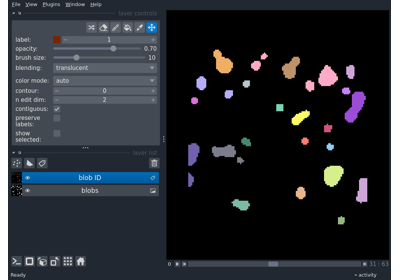 File View Plugins Window Help
layer controls
label: 1
opacity: 0.70
brush size: 10
blending: translucent
color mode: auto
contour: 0
n edit dim: 2
contiguous:
preserve
labels:
show
selected:
layer list
blob ID
blobs
31 63
Ready
activity